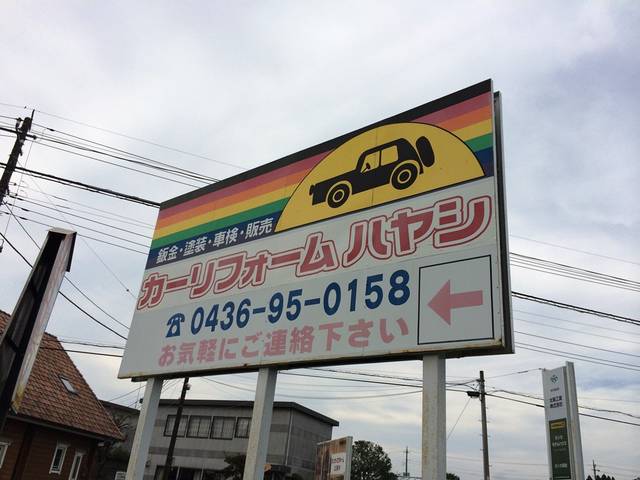 鈑金・塗装・車検・販売
カーリフォームハヤシ
☎0436-95-0158
お気軽にご連絡下さい